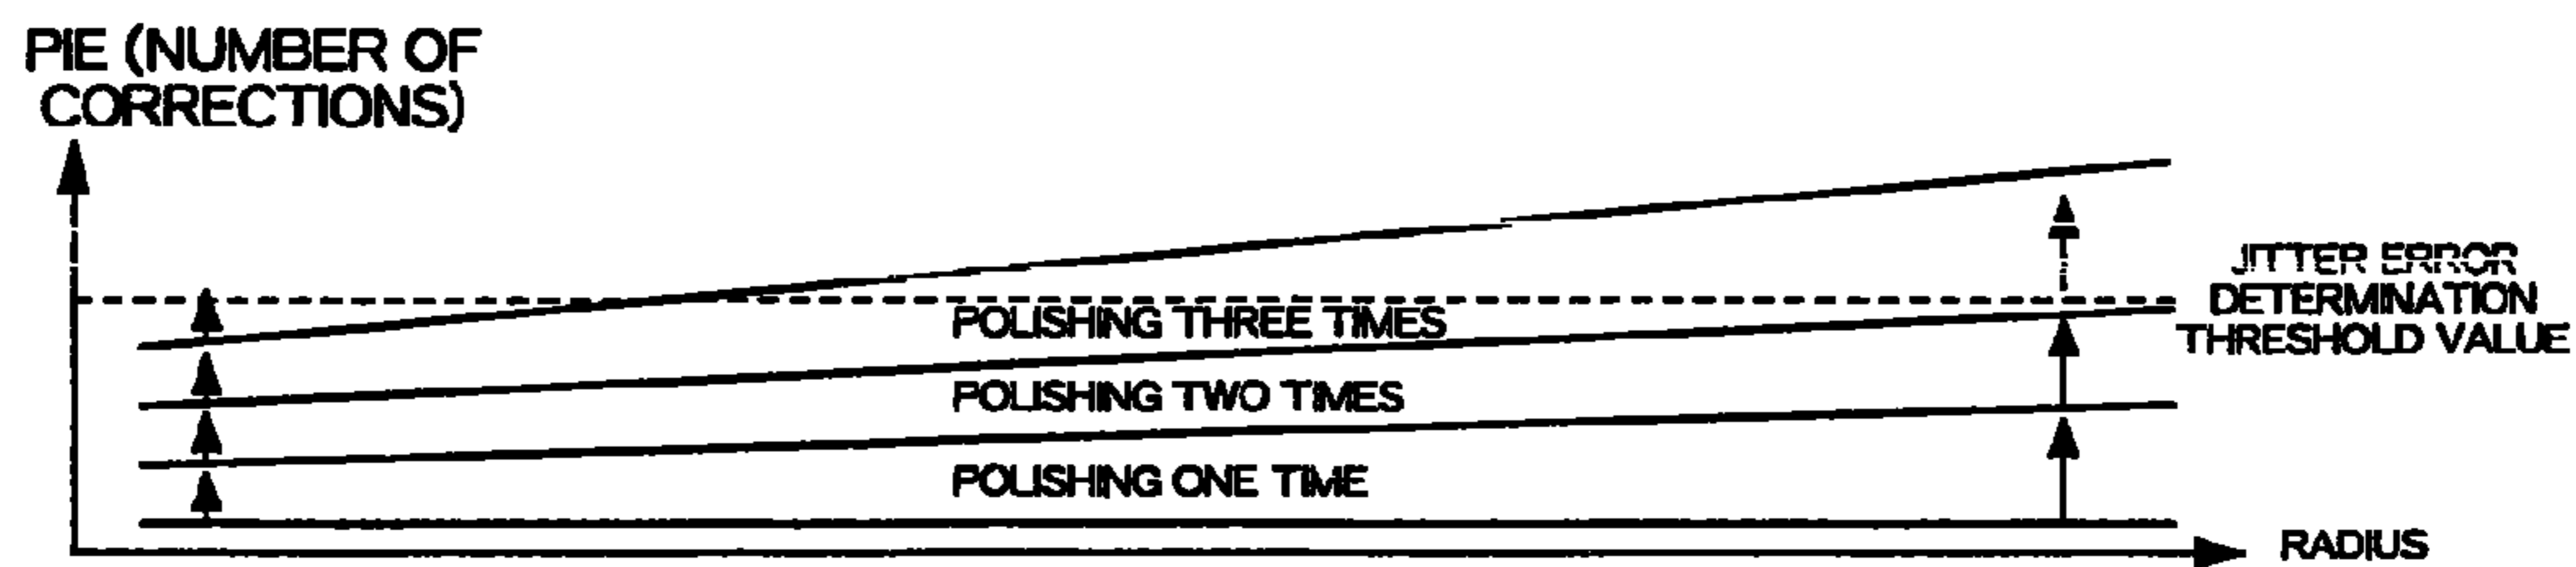 PIE (NUMBER OF
CORRECTIONS)
JITTER ERROR
DETERMINATION
THRESHOLD VALUE
POLISHING THREE TIMES
POLISHING TWO TIMES
POLISHING ONE TIME
RADIUS